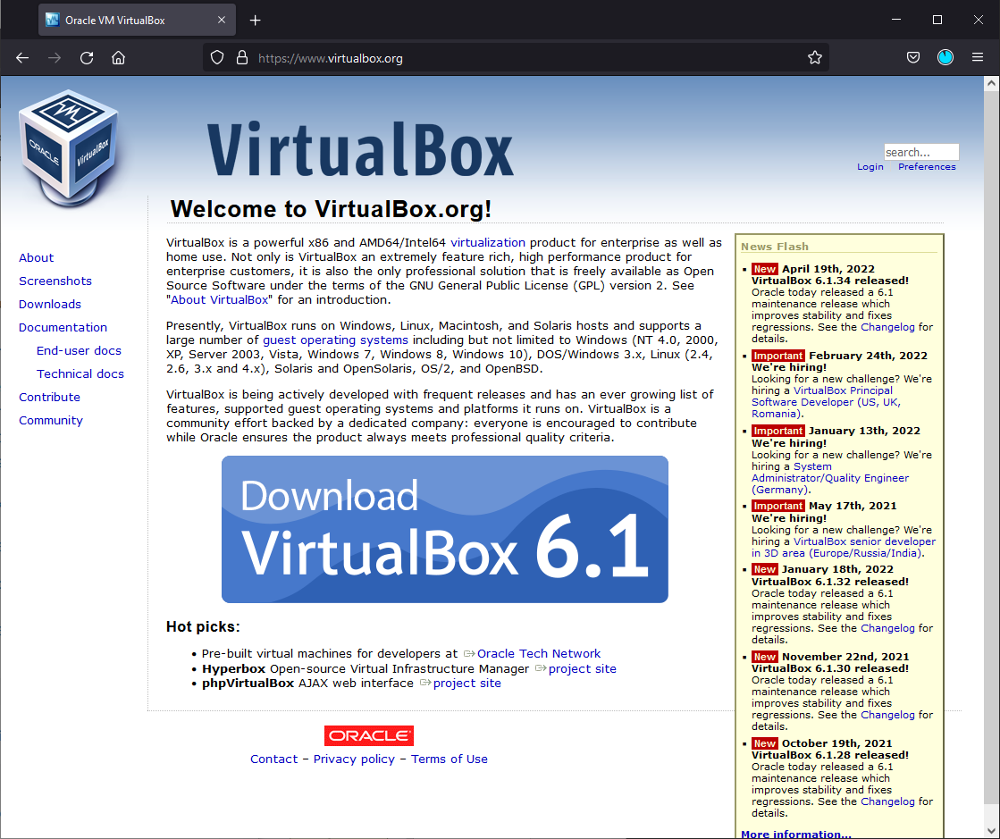 Oracle VM VirtualBox
https://www.virtualbox.org
ORACLE
VirtualBox
VirtualBox
search...
Login Preferences
Welcome to VirtualBox.org!
About
Screenshots
Downloads
Documentation
End-user docs
Technical docs
Contribute
Community
VirtualBox is a powerful x86 and AMD64/Intel64 virtualization product for enterprise as well as
home use. Not only is VirtualBox an extremely feature rich, high performance product for
enterprise customers, it is also the only professional solution that is freely available as Open
Source Software under the terms of the GNU General Public License (GPL) version 2. See
"About VirtualBox" for an introduction.
Presently, VirtualBox runs on Windows, Linux, Macintosh, and Solaris hosts and supports a
large number of guest operating systems including but not limited to Windows (NT 4.0, 2000,
XP, Server 2003, Vista, Windows 7, Windows 8, Windows 10), DOS/Windows 3.x, Linux (2.4,
2.6, 3.x and 4.x), Solaris and OpenSolaris, OS/2, and OpenBSD.
VirtualBox is being actively developed with frequent releases and has an ever growing list of
features, supported guest operating systems and platforms it runs on. VirtualBox is a
community effort backed by a dedicated company: everyone is encouraged to contribute
while Oracle ensures the product always meets professional quality criteria.
Download
VirtualBox 6.1
Hot picks:
• Pre-built virtual machines for developers at Oracle Tech Network
• Hyperbox Open-source Virtual Infrastructure Manager project site
• phpVirtualBox AJAX web interface project site
News Flash
• New April 19th, 2022
VirtualBox 6.1.34 released!
Oracle today released a 6.1
maintenance release which
improves stability and fixes
regressions. See the Changelog for
details.
• Important February 24th, 2022
We're hiring!
Looking for a new challenge? We're
hiring a VirtualBox Principal
Software Developer (US, UK,
Romania).
• Important January 13th, 2022
We're hiring!
Looking for a new challenge? We're
hiring a System
Administrator/Quality Engineer
(Germany).
• Important May 17th, 2021
We're hiring!
Looking for a new challenge? We're
hiring a VirtualBox senior developer
in 3D area (Europe/Russia/India).
• New January 18th, 2022
VirtualBox 6.1.32 released!
Oracle today released a 6.1
maintenance release which
improves stability and fixes
regressions. See the Changelog for
details.
• New November 22nd, 2021
VirtualBox 6.1.30 released!
Oracle today released a 6.1
maintenance release which
improves stability and fixes
regressions. See the Changelog for
details.
• New October 19th, 2021
VirtualBox 6.1.28 released!
Oracle today released a 6.1
maintenance release which
improves stability and fixes
regressions. See the Changelog for
details.
More information...
ORACLE
Contact – Privacy policy – Terms of Use